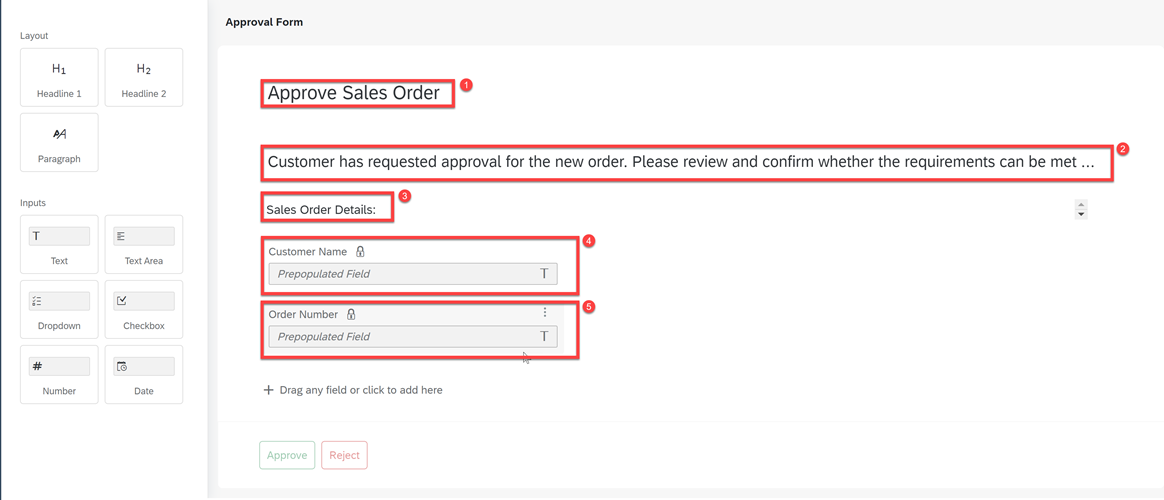 Approval Form
Layout
H1
Headline 1
H2
Headline 2
AA
Paragraph
Inputs
T
Text
Text Area
Dropdown
Checkbox
#
Number
Date
Approve Sales Order
1
Customer has requested approval for the new order. Please review and confirm whether the requirements can be met ...
2
Sales Order Details:
3
Customer Name
4
Prepopulated Field T
Order Number
5
Prepopulated Field T
+ Drag any field or click to add here
Approve
Reject